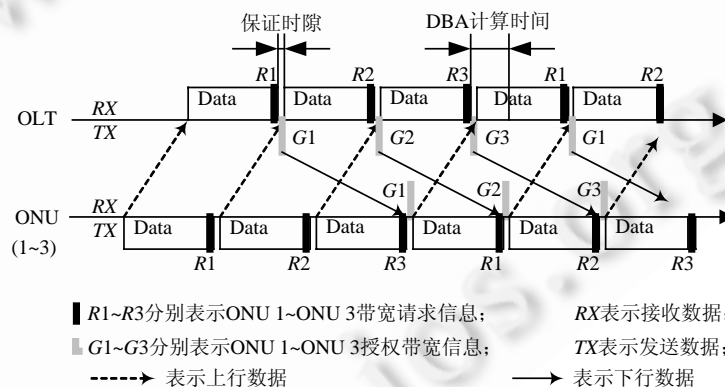 保证时隙 DBA计算时间
R1 R2 R3 R1 R2
Data Data Data Data Data
OLT RX
TX
G1 G2 G3 G1
G1 G2 G3
ONU RX
TX
(1~3)
Data Data Data Data Data Data
R1 R2 R3 R1 R2 R3
R1~R3分别表示ONU 1~ONU 3带宽请求信息; RX表示接收数据;
G1~G3分别表示ONU 1~ONU 3授权带宽信息; TX表示发送数据;
表示上行数据 表示下行数据